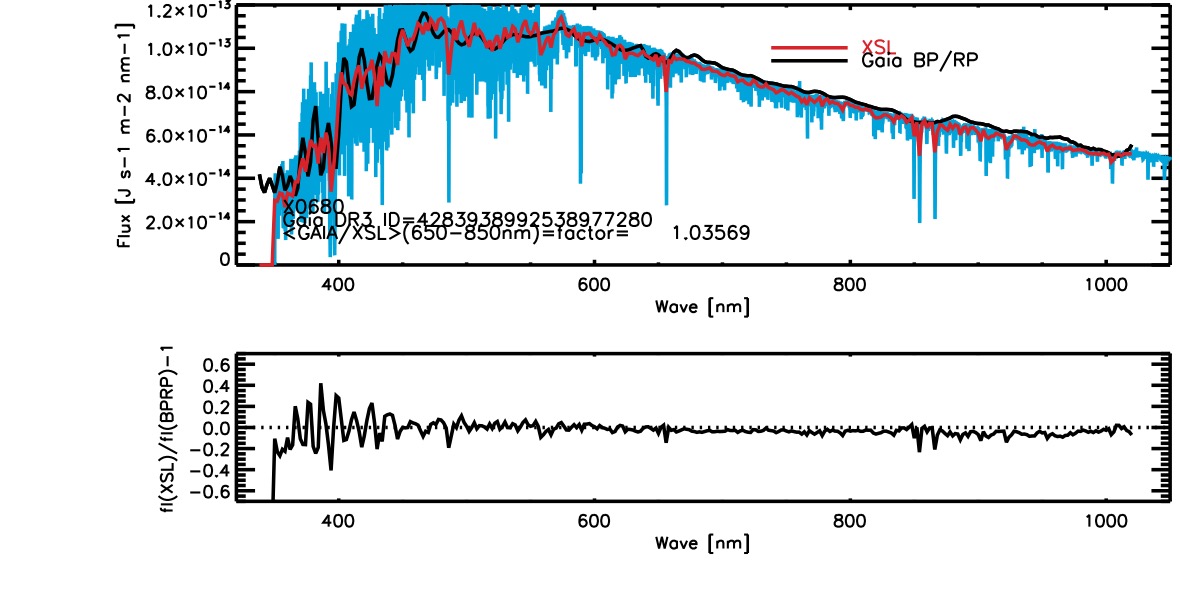 1.2×10⁻¹³
1.0×10⁻¹³
8.0×10⁻¹⁴
6.0×10⁻¹⁴
4.0×10⁻¹⁴
2.0×10⁻¹⁴
0
Flux [J s−1 m−2 nm−1]
XSL
Gaia BP/RP
X0680
Gaia DR3 ID=4283938992538977280
<GAIA/XSL>(650−850nm)=factor= 1.03569
400 600 800 1000
Wave [nm]
fl(XSL)/fl(BPRP)−1
0.6
0.4
0.2
0.0
−0.2
−0.4
−0.6
400 600 800 1000
Wave [nm]